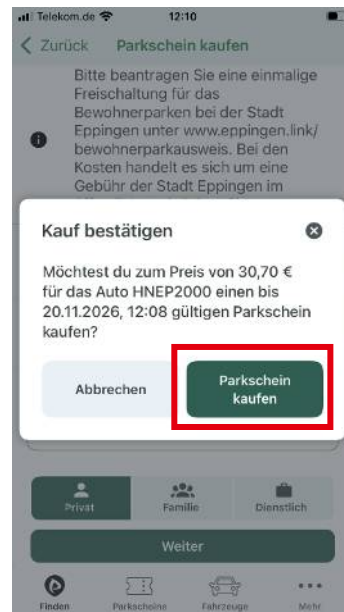 Telekom.de 12:10
Zurück Parkschein kaufen
Bitte beantragen Sie eine einmalige
Freischaltung für das
Bewohnerparken bei der Stadt
Eppingen unter www.eppingen.link/
bewohnerparkausweis. Bei den
Kosten handelt es sich um eine
Gebühr der Stadt Eppingen im
Kauf bestätigen
Möchtest du zum Preis von 30,70 €
für das Auto HNEP2000 einen bis
20.11.2026, 12:08 gültigen Parkschein
kaufen?
Abbrechen
Parkschein
kaufen
Privat Familie Dienstlich
Weiter
Finden Parkscheine Fahrzeuge Mehr